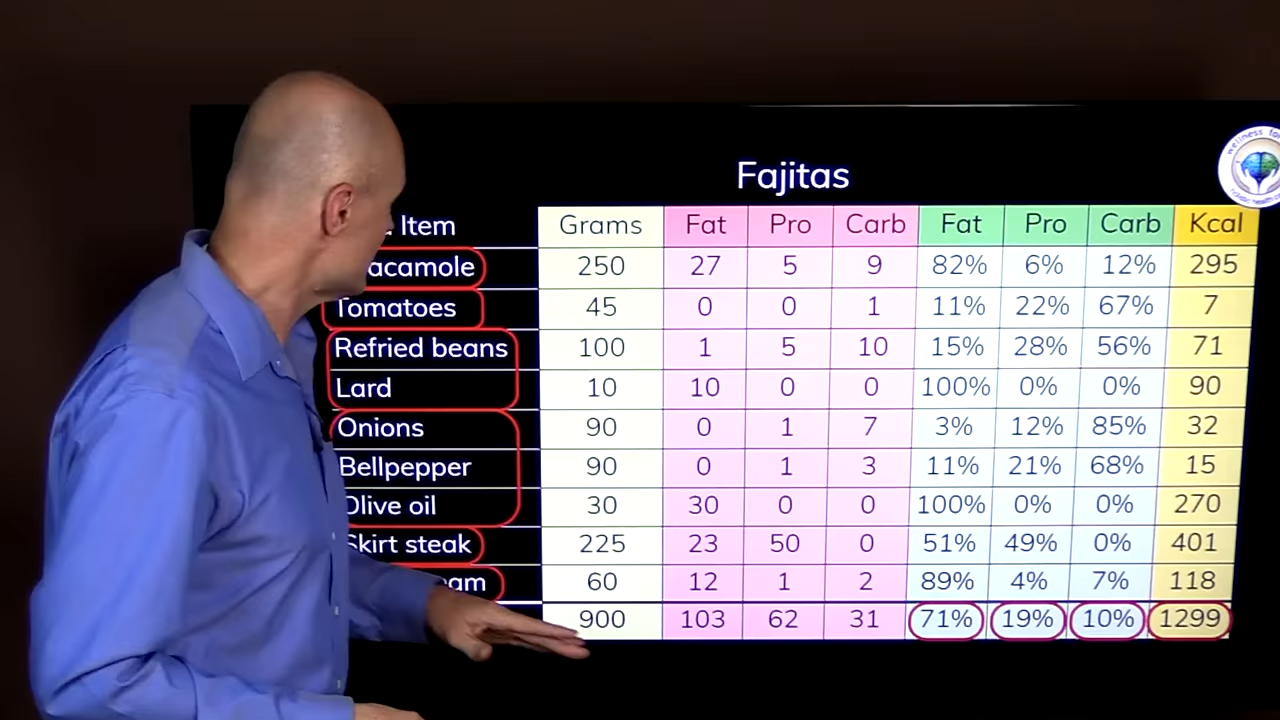 Fajitas
Item Grams Fat Pro Carb Fat Pro Carb Kcal
250 27 5 9 82% 6% 12% 295
Tomatoes 45 0 0 1 11% 22% 67% 7
Refried beans 100 1 5 10 15% 28% 56% 71
Lard 10 10 0 0 100% 0% 0% 90
Onions 90 0 1 7 3% 12% 85% 32
Bellpepper 90 0 1 3 11% 21% 68% 15
Olive oil 30 30 0 0 100% 0% 0% 270
Skirt steak 225 23 50 0 51% 49% 0% 401
60 12 1 2 89% 4% 7% 118
900 103 62 31 71% 19% 10% 1299
wellness for